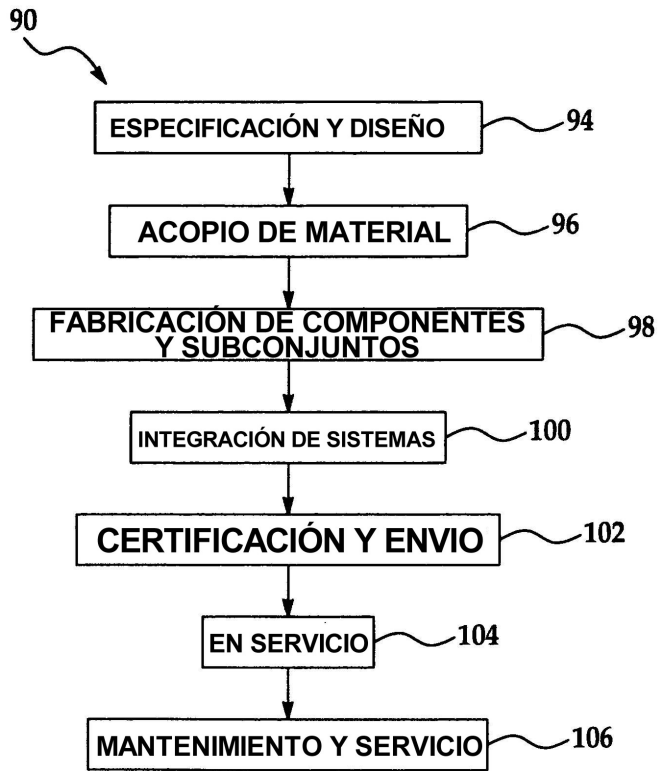 90
ESPECIFICACIÓN Y DISEÑO 94
ACOPIO DE MATERIAL 96
FABRICACIÓN DE COMPONENTES
Y SUBCONJUNTOS 98
INTEGRACIÓN DE SISTEMAS 100
CERTIFICACIÓN Y ENVIO 102
EN SERVICIO 104
MANTENIMIENTO Y SERVICIO 106